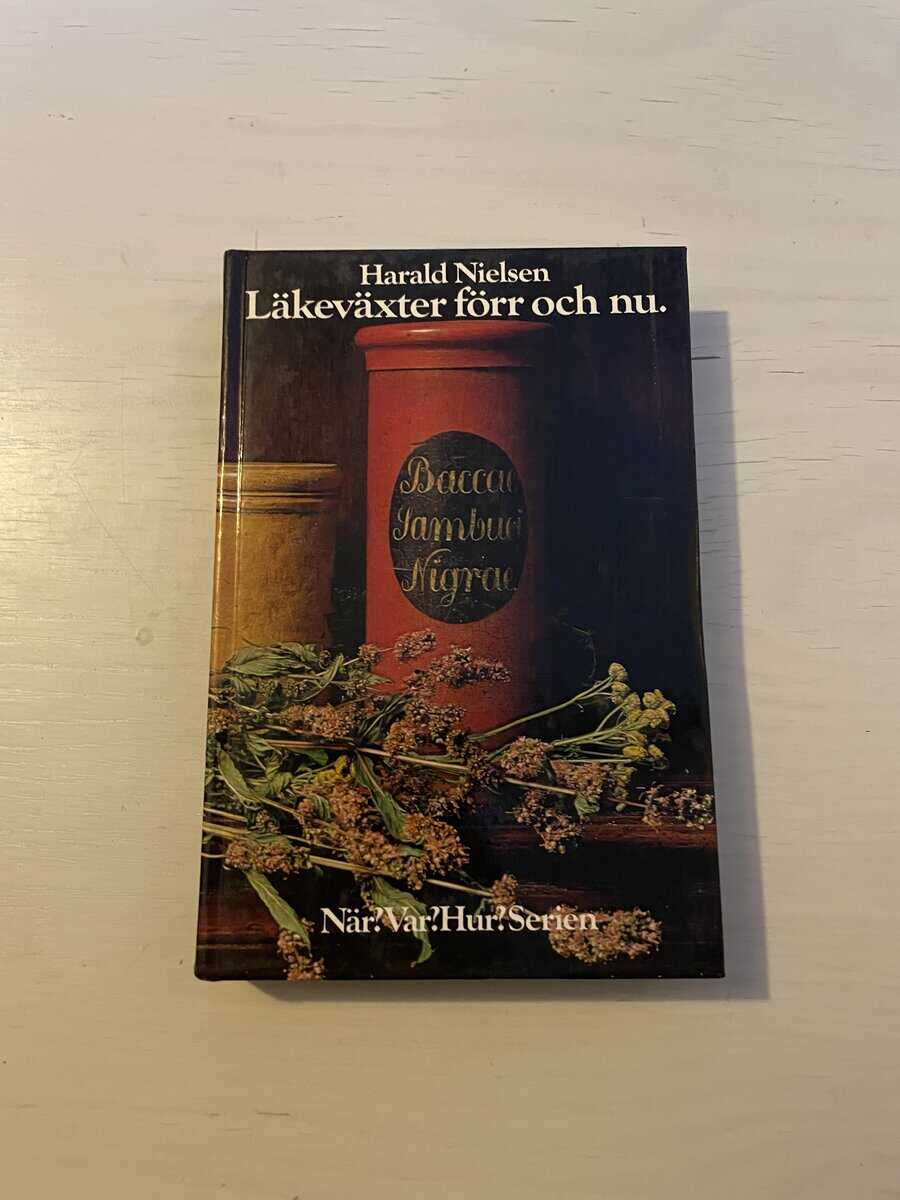 Harald Nielsen
Läkeväxter förr och nu.
Baccae
Sambuci
Nigrae
När?Var?Hur?Serien